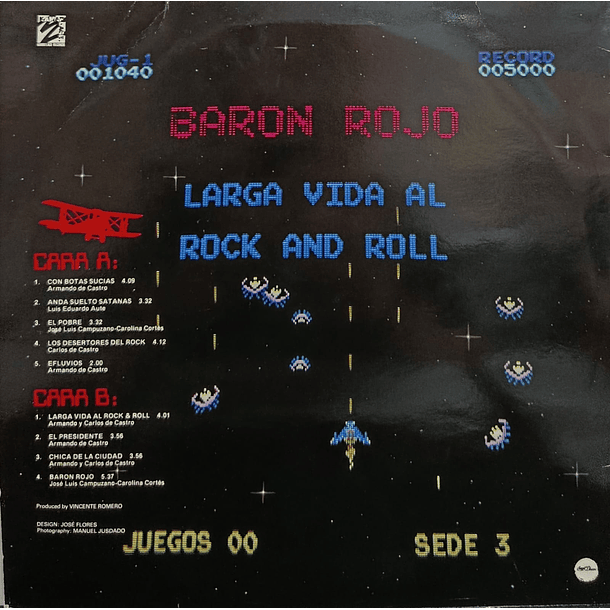 JUG-1
001040
RECORD
005000
BARON ROJO
LARGA VIDA AL
ROCK AND ROLL
CARA A:
1. CON BOTAS SUCIAS 4.09
Armando de Castro
2. ANDA SUELTO SATANAS 3.32
Luis Eduardo Aute
3. EL POBRE 3.32
José Luis Campuzano-Carolina Cortés
4. LOS DESERTORES DEL ROCK 4.12
Carlos de Castro
5. EFLUVIOS 2.00
Armando de Castro
CARA B:
1. LARGA VIDA AL ROCK & ROLL 4.01
Armando y Carlos de Castro
2. EL PRESIDENTE 3.56
Armando de Castro
3. CHICA DE LA CIUDAD 3.56
Armando y Carlos de Castro
4. BARON ROJO 5.37
José Luis Campuzano-Carolina Cortés
Produced by VINCENTE ROMERO
DESIGN: JOSÉ FLORES
Photography: MANUEL JUSDADO
JUEGOS 00
SEDE 3